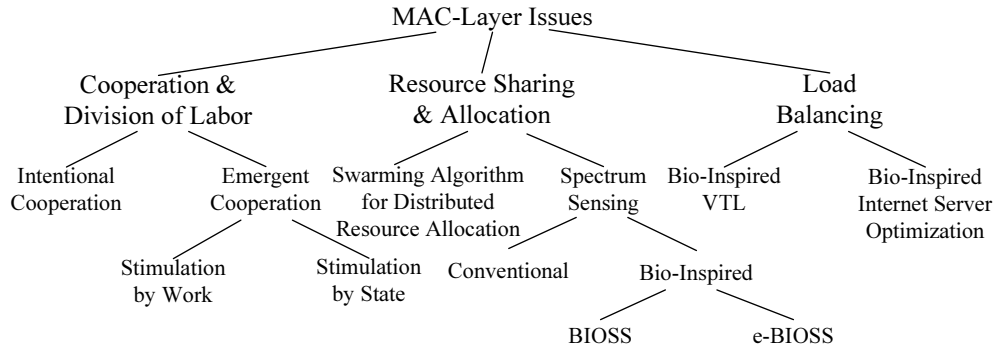 MAC-Layer Issues
Cooperation &
Division of Labor
Resource Sharing
& Allocation
Load
Balancing
Intentional
Cooperation
Emergent
Cooperation
Swarming Algorithm
for Distributed
Resource Allocation
Spectrum
Sensing
Bio-Inspired
VTL
Bio-Inspired
Internet Server
Optimization
Stimulation
by Work
Stimulation
by State
Conventional
Bio-Inspired
BIOSS
e-BIOSS